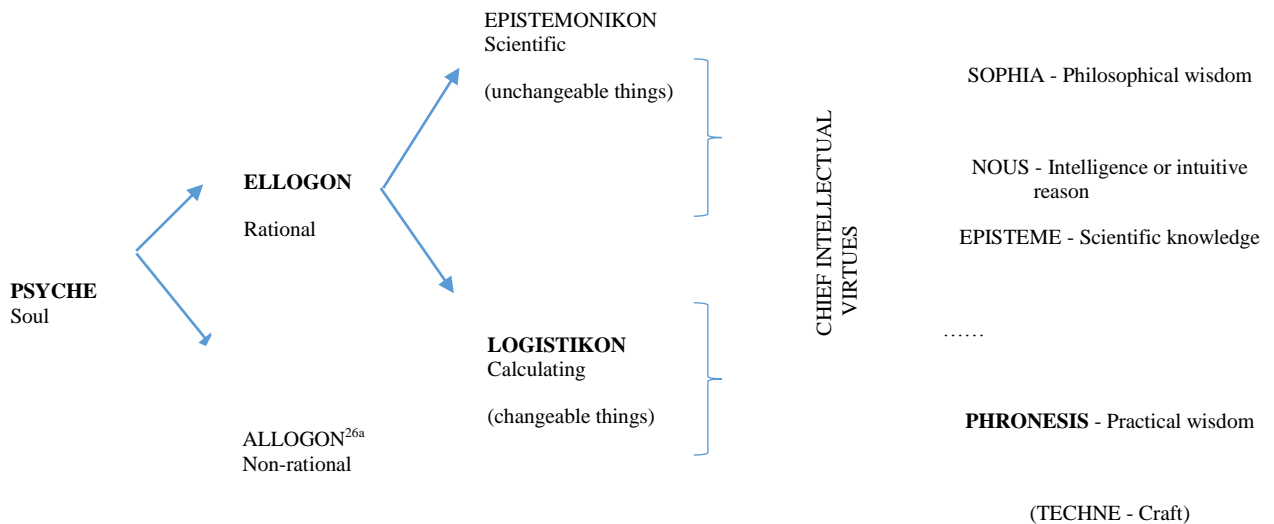 PSYCHE
Soul
ELLOGON
Rational
ALLOGON26a
Non-rational
EPISTEMONIKON
Scientific
(unchangeable things)
LOGISTIKON
Calculating
(changeable things)
CHIEF INTELLECTUAL
VIRTUES
SOPHIA - Philosophical wisdom
NOUS - Intelligence or intuitive
reason
EPISTEME - Scientific knowledge
……
PHRONESIS - Practical wisdom
(TECHNE - Craft)